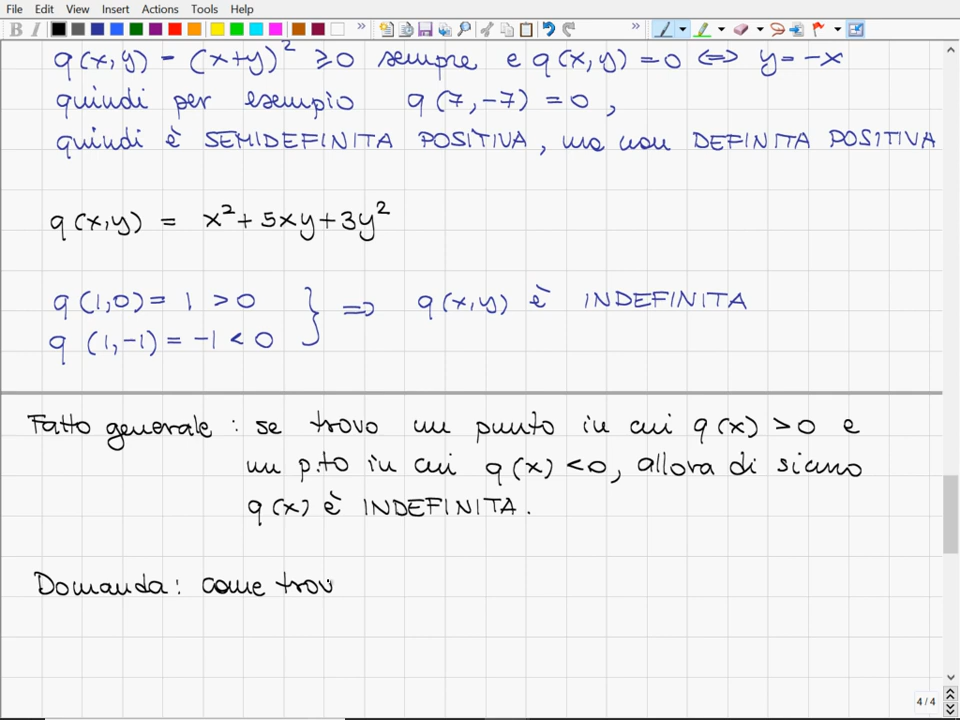 File Edit View Insert Actions Tools Help
B I
q(x,y) = (x+y)² ≥0 sempre e q(x,y) = 0 ⇔ y = -x
quindi per esempio q(7,-7) = 0,
quindi è SEMIDEFINITA POSITIVA, ma non DEFINITA POSITIVA
q(x,y) = x² + 5xy + 3y²
q(1,0) = 1 > 0
q(1,-1) = -1 < 0 } ⇒ q(x,y) è INDEFINITA
Fatto generale: se trovo un punto in cui q(x) > 0 e
un p.to in cui q(x) < 0, allora di sicuro
q(x) è INDEFINITA.
Domanda: come trov
4/4